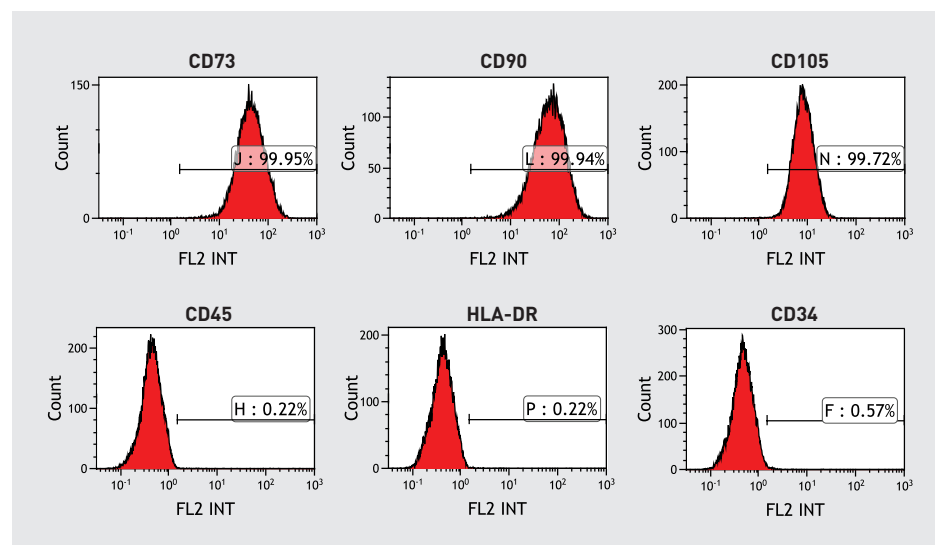 CD73
150
0
Count
J : 99.95%
10-1 100 101 102 103
FL2 INT
CD90
100
50
0
Count
L : 99.94%
10-1 100 101 102 103
FL2 INT
CD105
200
100
0
Count
N : 99.72%
10-1 100 101 102 103
FL2 INT
CD45
200
100
0
Count
H : 0.22%
10-1 100 101 102 103
FL2 INT
HLA-DR
200
100
0
Count
P : 0.22%
10-1 100 101 102 103
FL2 INT
CD34
300
200
100
0
Count
F : 0.57%
10-1 100 101 102 103
FL2 INT